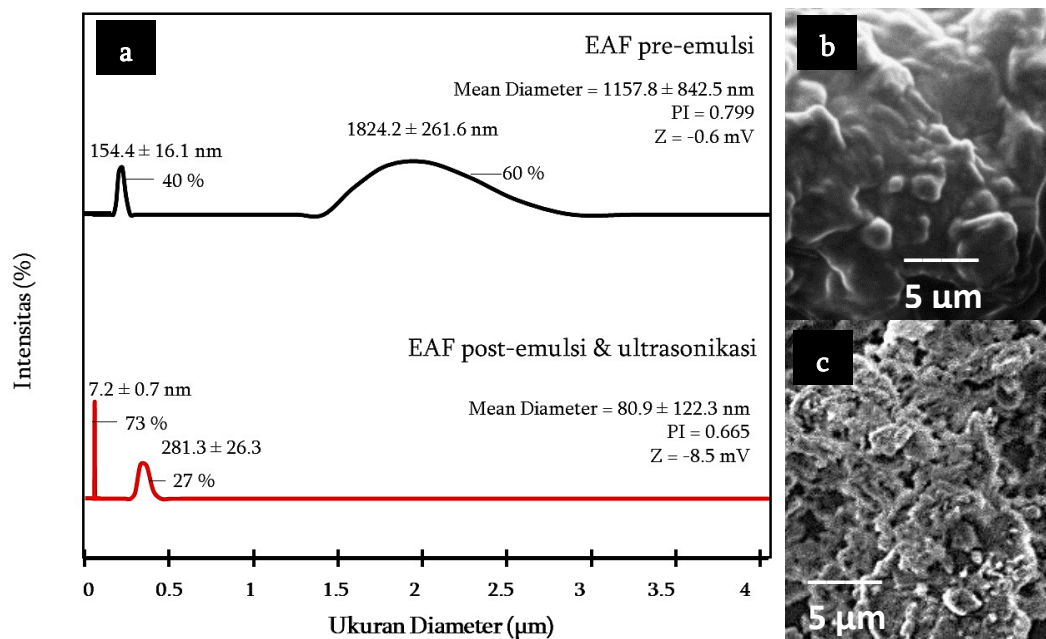 a
EAF pre-emulsi
Mean Diameter = 1157.8 ± 842.5 nm
PI = 0.799
Z = -0.6 mV
1824.2 ± 261.6 nm
154.4 ± 16.1 nm
40 %
60 %
Intensitas (%)
EAF post-emulsi & ultrasonikasi
Mean Diameter = 80.9 ± 122.3 nm
PI = 0.665
Z = -8.5 mV
7.2 ± 0.7 nm
73 %
281.3 ± 26.3
27 %
0 0.5 1 1.5 2 2.5 3 3.5 4
Ukuran Diameter (µm)
b
5 µm
c
5 µm